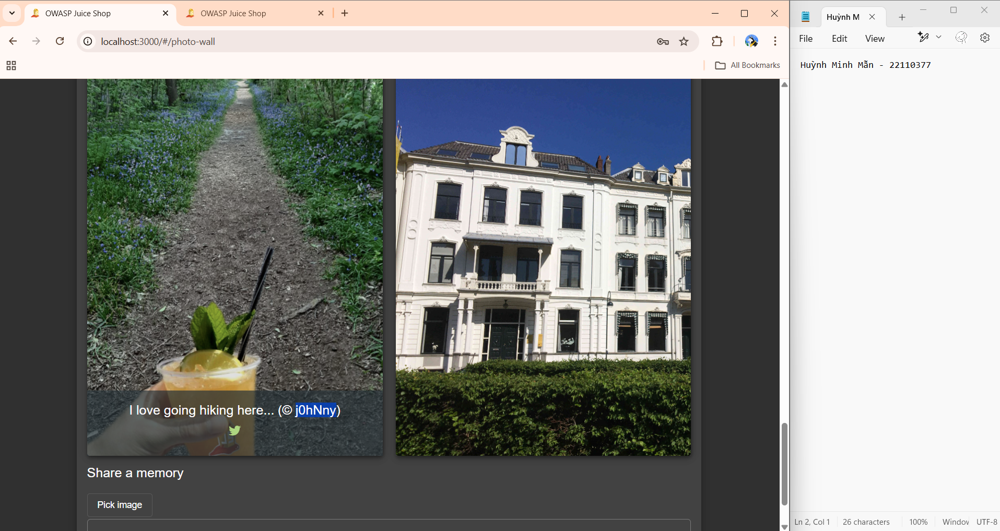 OWASP Juice Shop
OWASP Juice Shop
localhost:3000/#/photo-wall
All Bookmarks
I love going hiking here... (© j0hNny)
Share a memory
Pick image
Huỳnh M
File Edit View
Huỳnh Minh Mẫn - 22110377
Ln 2, Col 1 26 characters 100% Window UTF-8